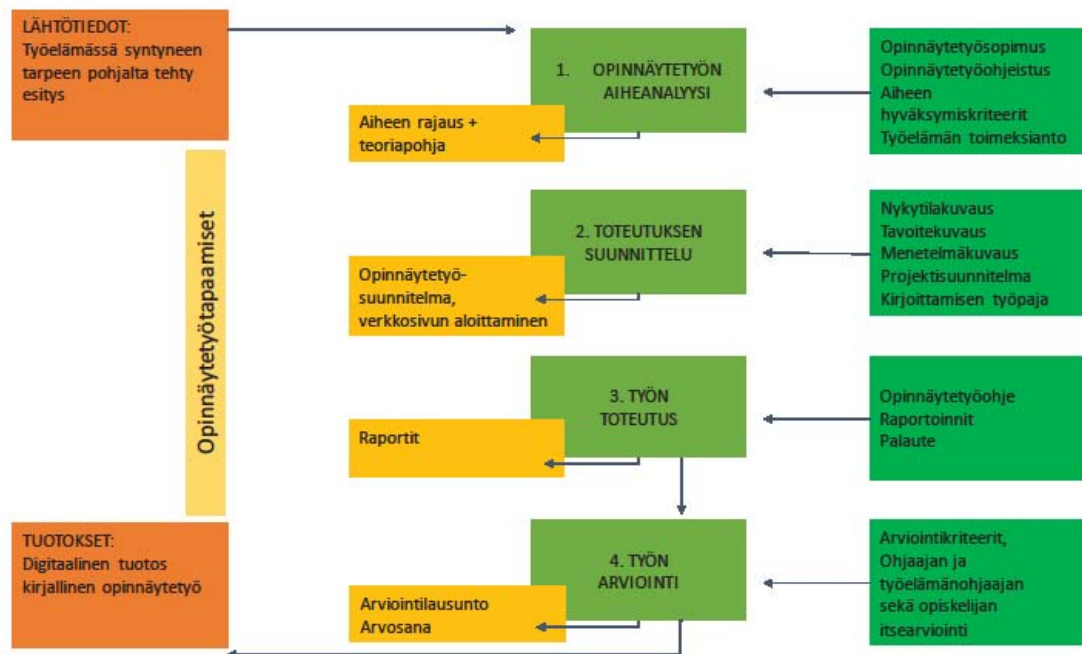 LÄHTÖTIEDOT:
Työelämässä syntyneen
tarpeen pohjalta tehty
esitys
1. OPINNÄYTETYÖN
AIHEANALYYSI
Aiheen rajaus +
teoriapohja
Opinnäytetyösopimus
Opinnäytetyöohjeistus
Aiheen
hyväksymiskriteerit
Työelämän toimeksianto
Opinnäytetyötapaamiset
2. TOTEUTUKSEN
SUUNNITTELU
Opinnäytetyö-
suunnitelma,
verkkosivun aloittaminen
Nykytilakuvaus
Tavoitekuvaus
Menetelmäkuvaus
Projektisuunnitelma
Kirjoittamisen työpaja
3. TYÖN
TOTEUTUS
Raportit
Opinnäytetyöohje
Raportoinnit
Palaute
TUOTOKSET:
Digitaalinen tuotos
kirjallinen opinnäytetyö
4. TYÖN
ARVIOINTI
Arviointilausunto
Arvosana
Arviointikriteerit,
Ohjaajan ja
työelämänohjaajan
sekä opiskelijan
itsearviointi